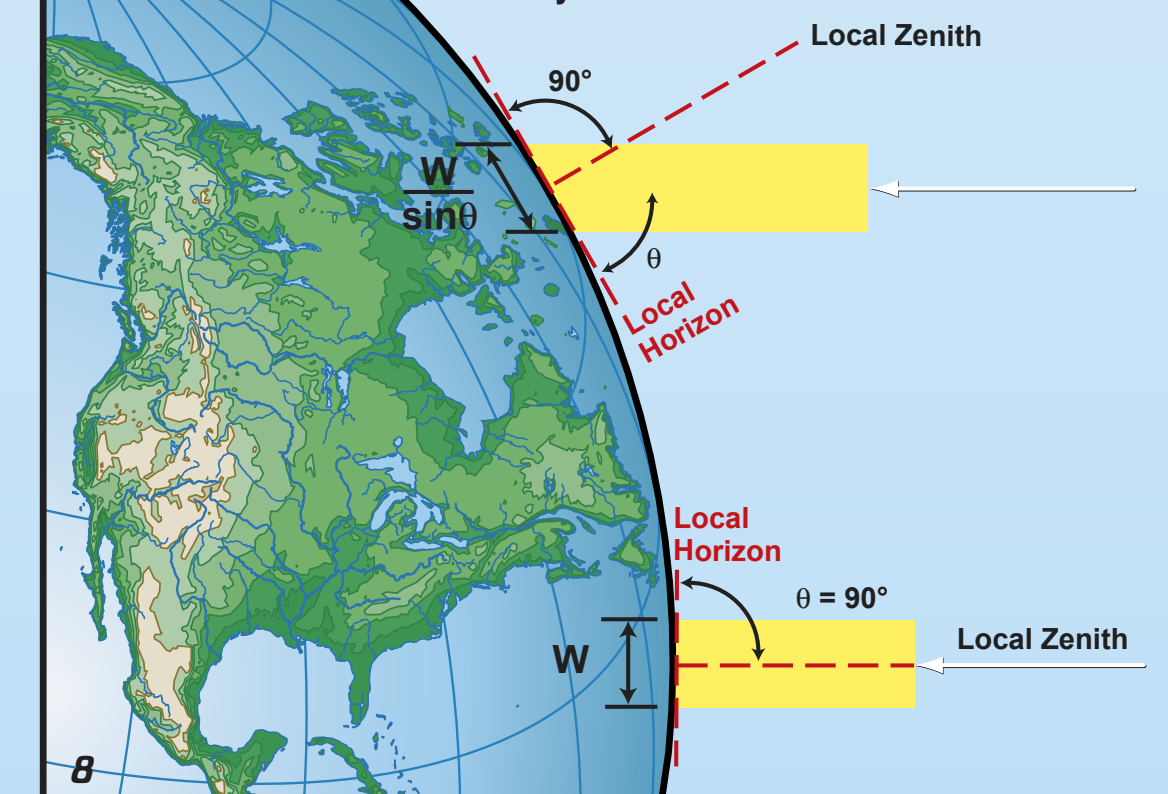 Local Zenith
90°
W
sinθ
θ
Local
Horizon
Local
Horizon
θ = 90°
Local Zenith
W
8